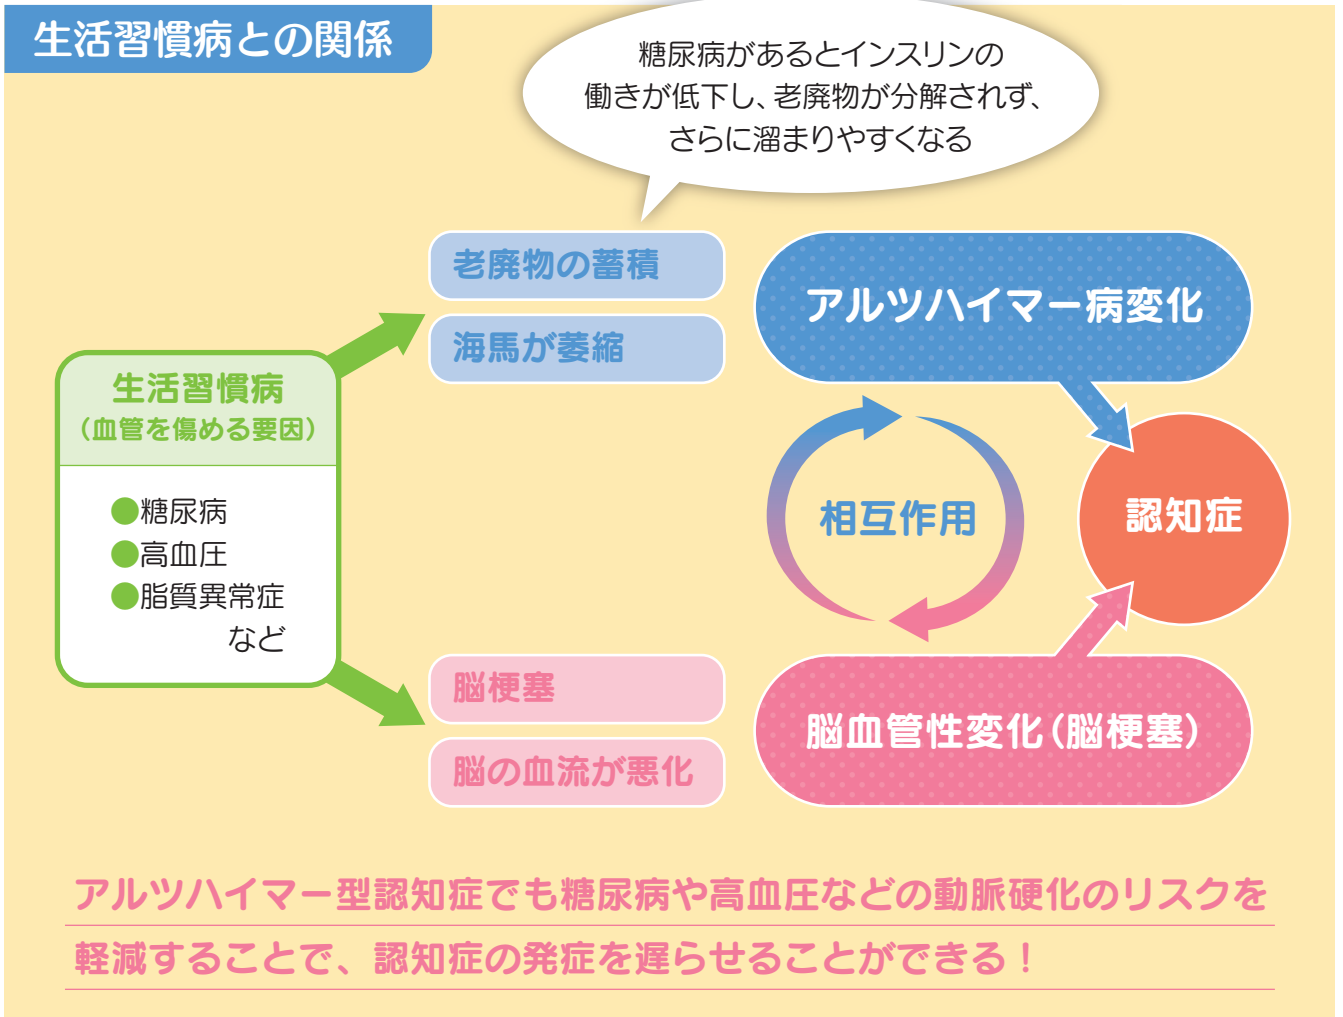 生活習慣病との関係
糖尿病があるとインスリンの
働きが低下し、老廃物が分解されず、
さらに溜まりやすくなる
老廃物の蓄積
海馬が萎縮
アルツハイマー病変化
生活習慣病
（血管を傷める要因）
●糖尿病
●高血圧
●脂質異常症
など
相互作用
認知症
脳梗塞
脳の血流が悪化
脳血管性変化（脳梗塞）
アルツハイマー型認知症でも糖尿病や高血圧などの動脈硬化のリスクを
軽減することで、認知症の発症を遅らせることができる！